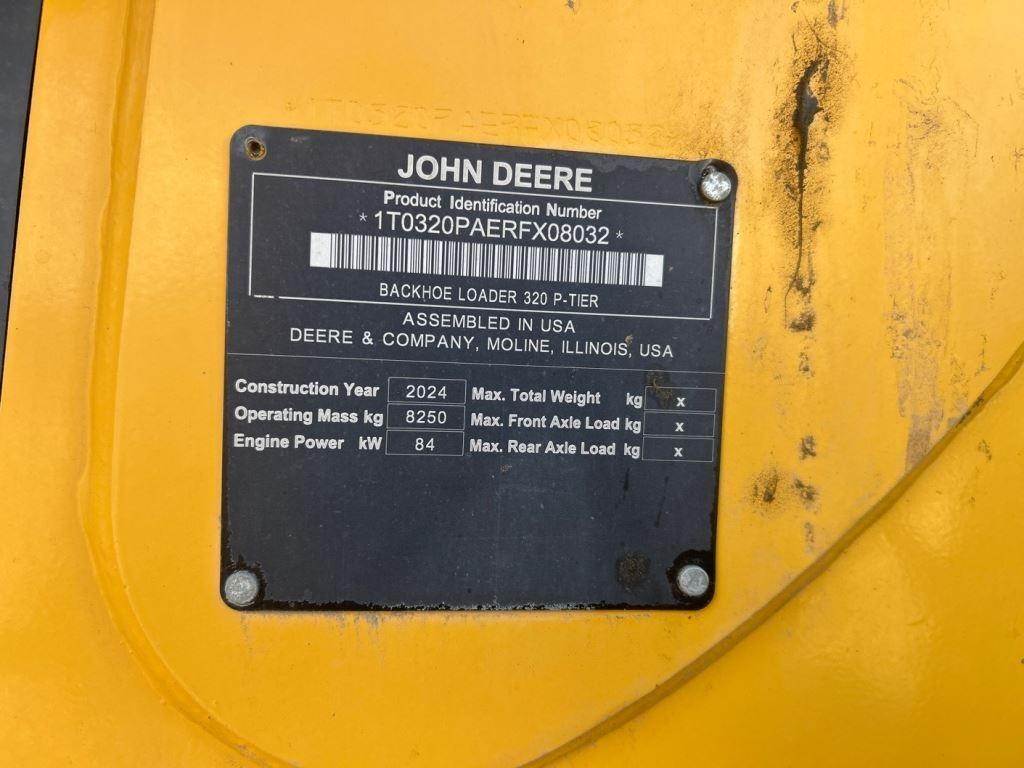 JOHN DEERE
Product Identification Number
*1T0320PAERFX08032*
BACKHOE LOADER 320 P-TIER
ASSEMBLED IN USA
DEERE & COMPANY, MOLINE, ILLINOIS, USA
Construction Year 2024 Max. Total Weight kg x
Operating Mass kg 8250 Max. Front Axle Load kg x
Engine Power kW 84 Max. Rear Axle Load kg x